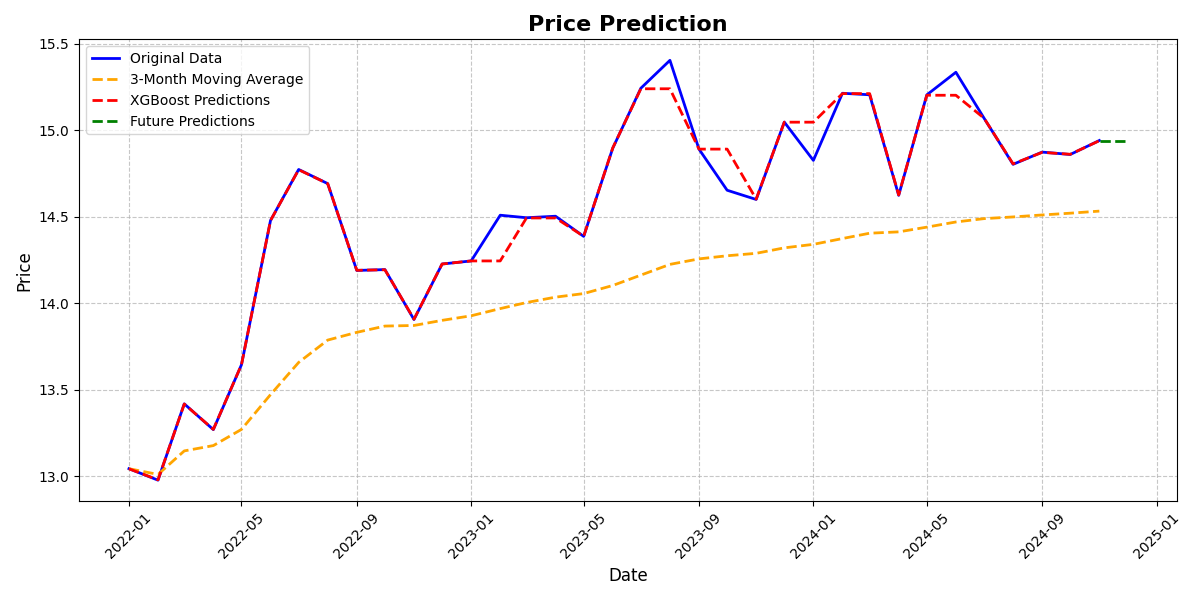 Price Prediction
Original Data
3-Month Moving Average
XGBoost Predictions
Future Predictions
Price
15.5
15.0
14.5
14.0
13.5
13.0
2022-01
2022-05
2022-09
2023-01
2023-05
2023-09
2024-01
2024-05
2024-09
2025-01
Date